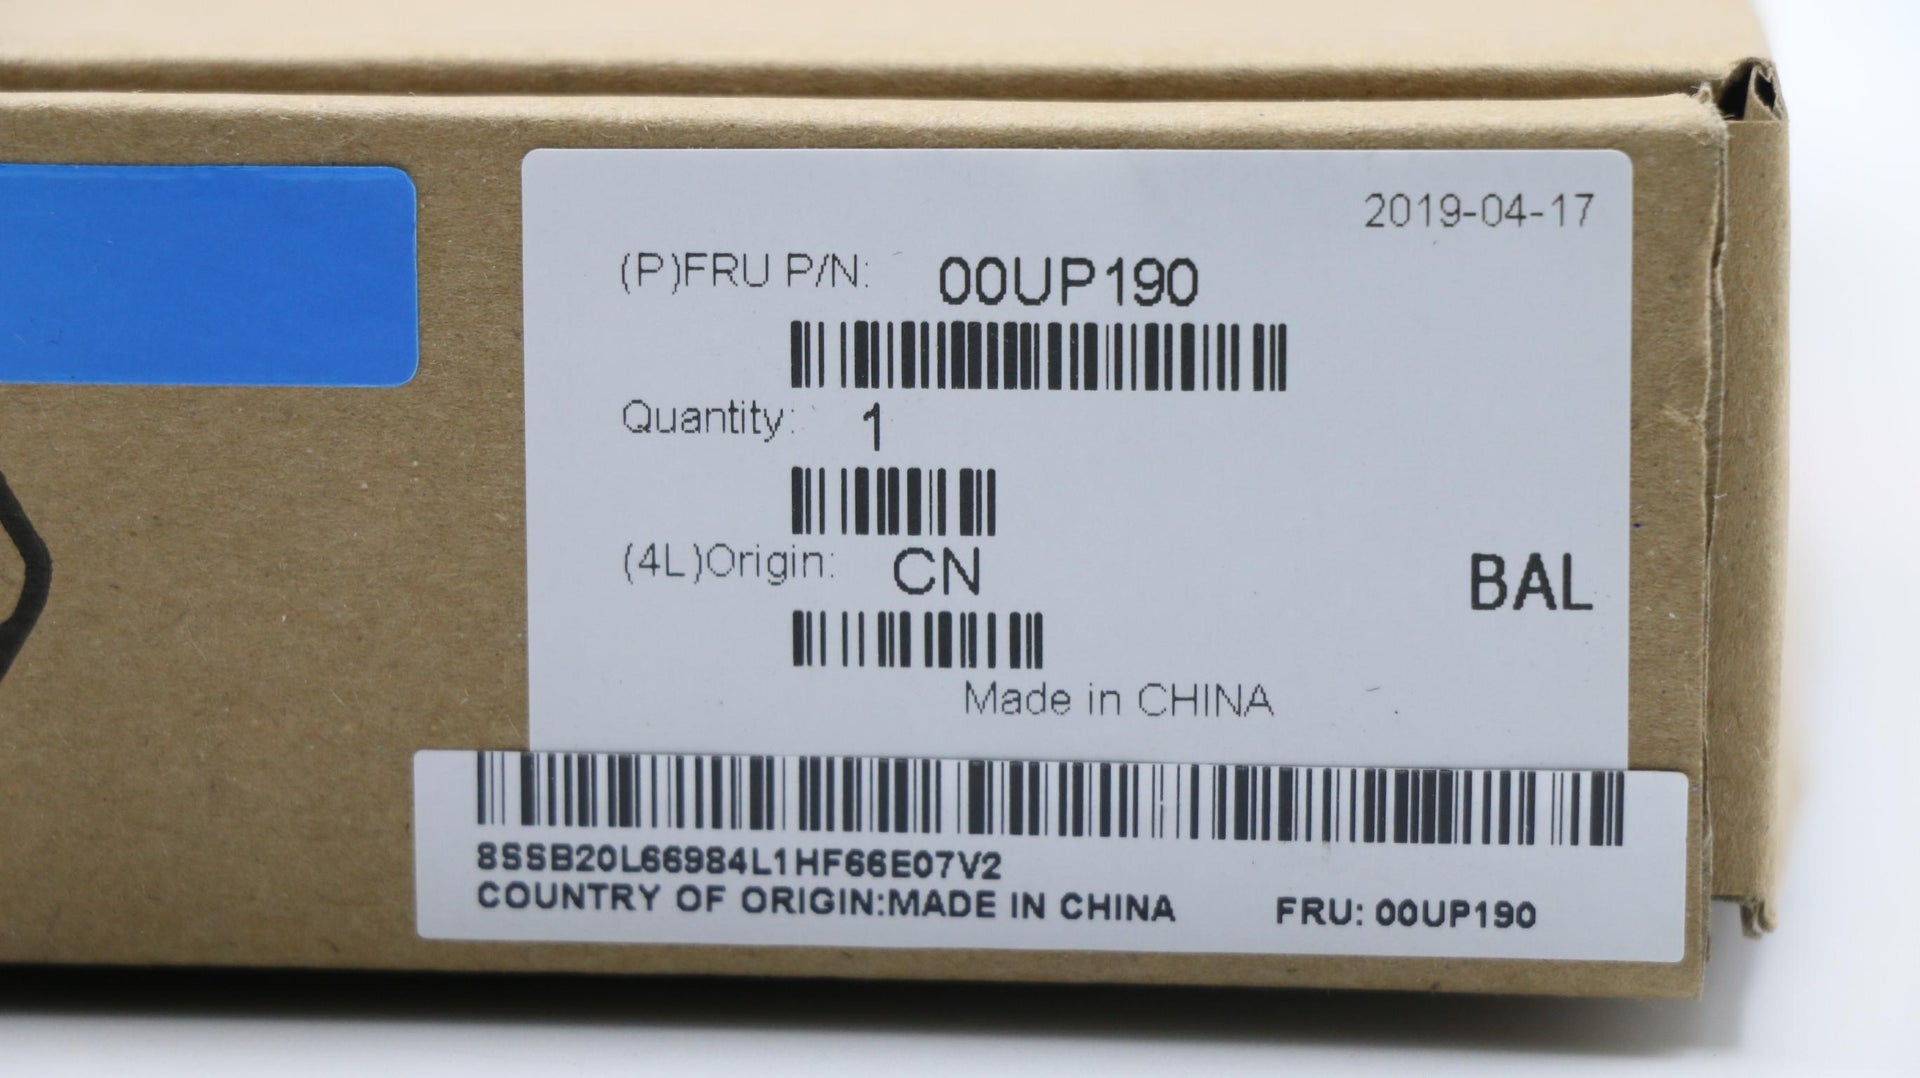 2019-04-17
(P)FRU P/N: 00UP190
Quantity: 1
(4L)Origin: CN
BAL
Made in CHINA
8SSB20L66984L1HF66E07V2
COUNTRY OF ORIGIN:MADE IN CHINA FRU: 00UP190